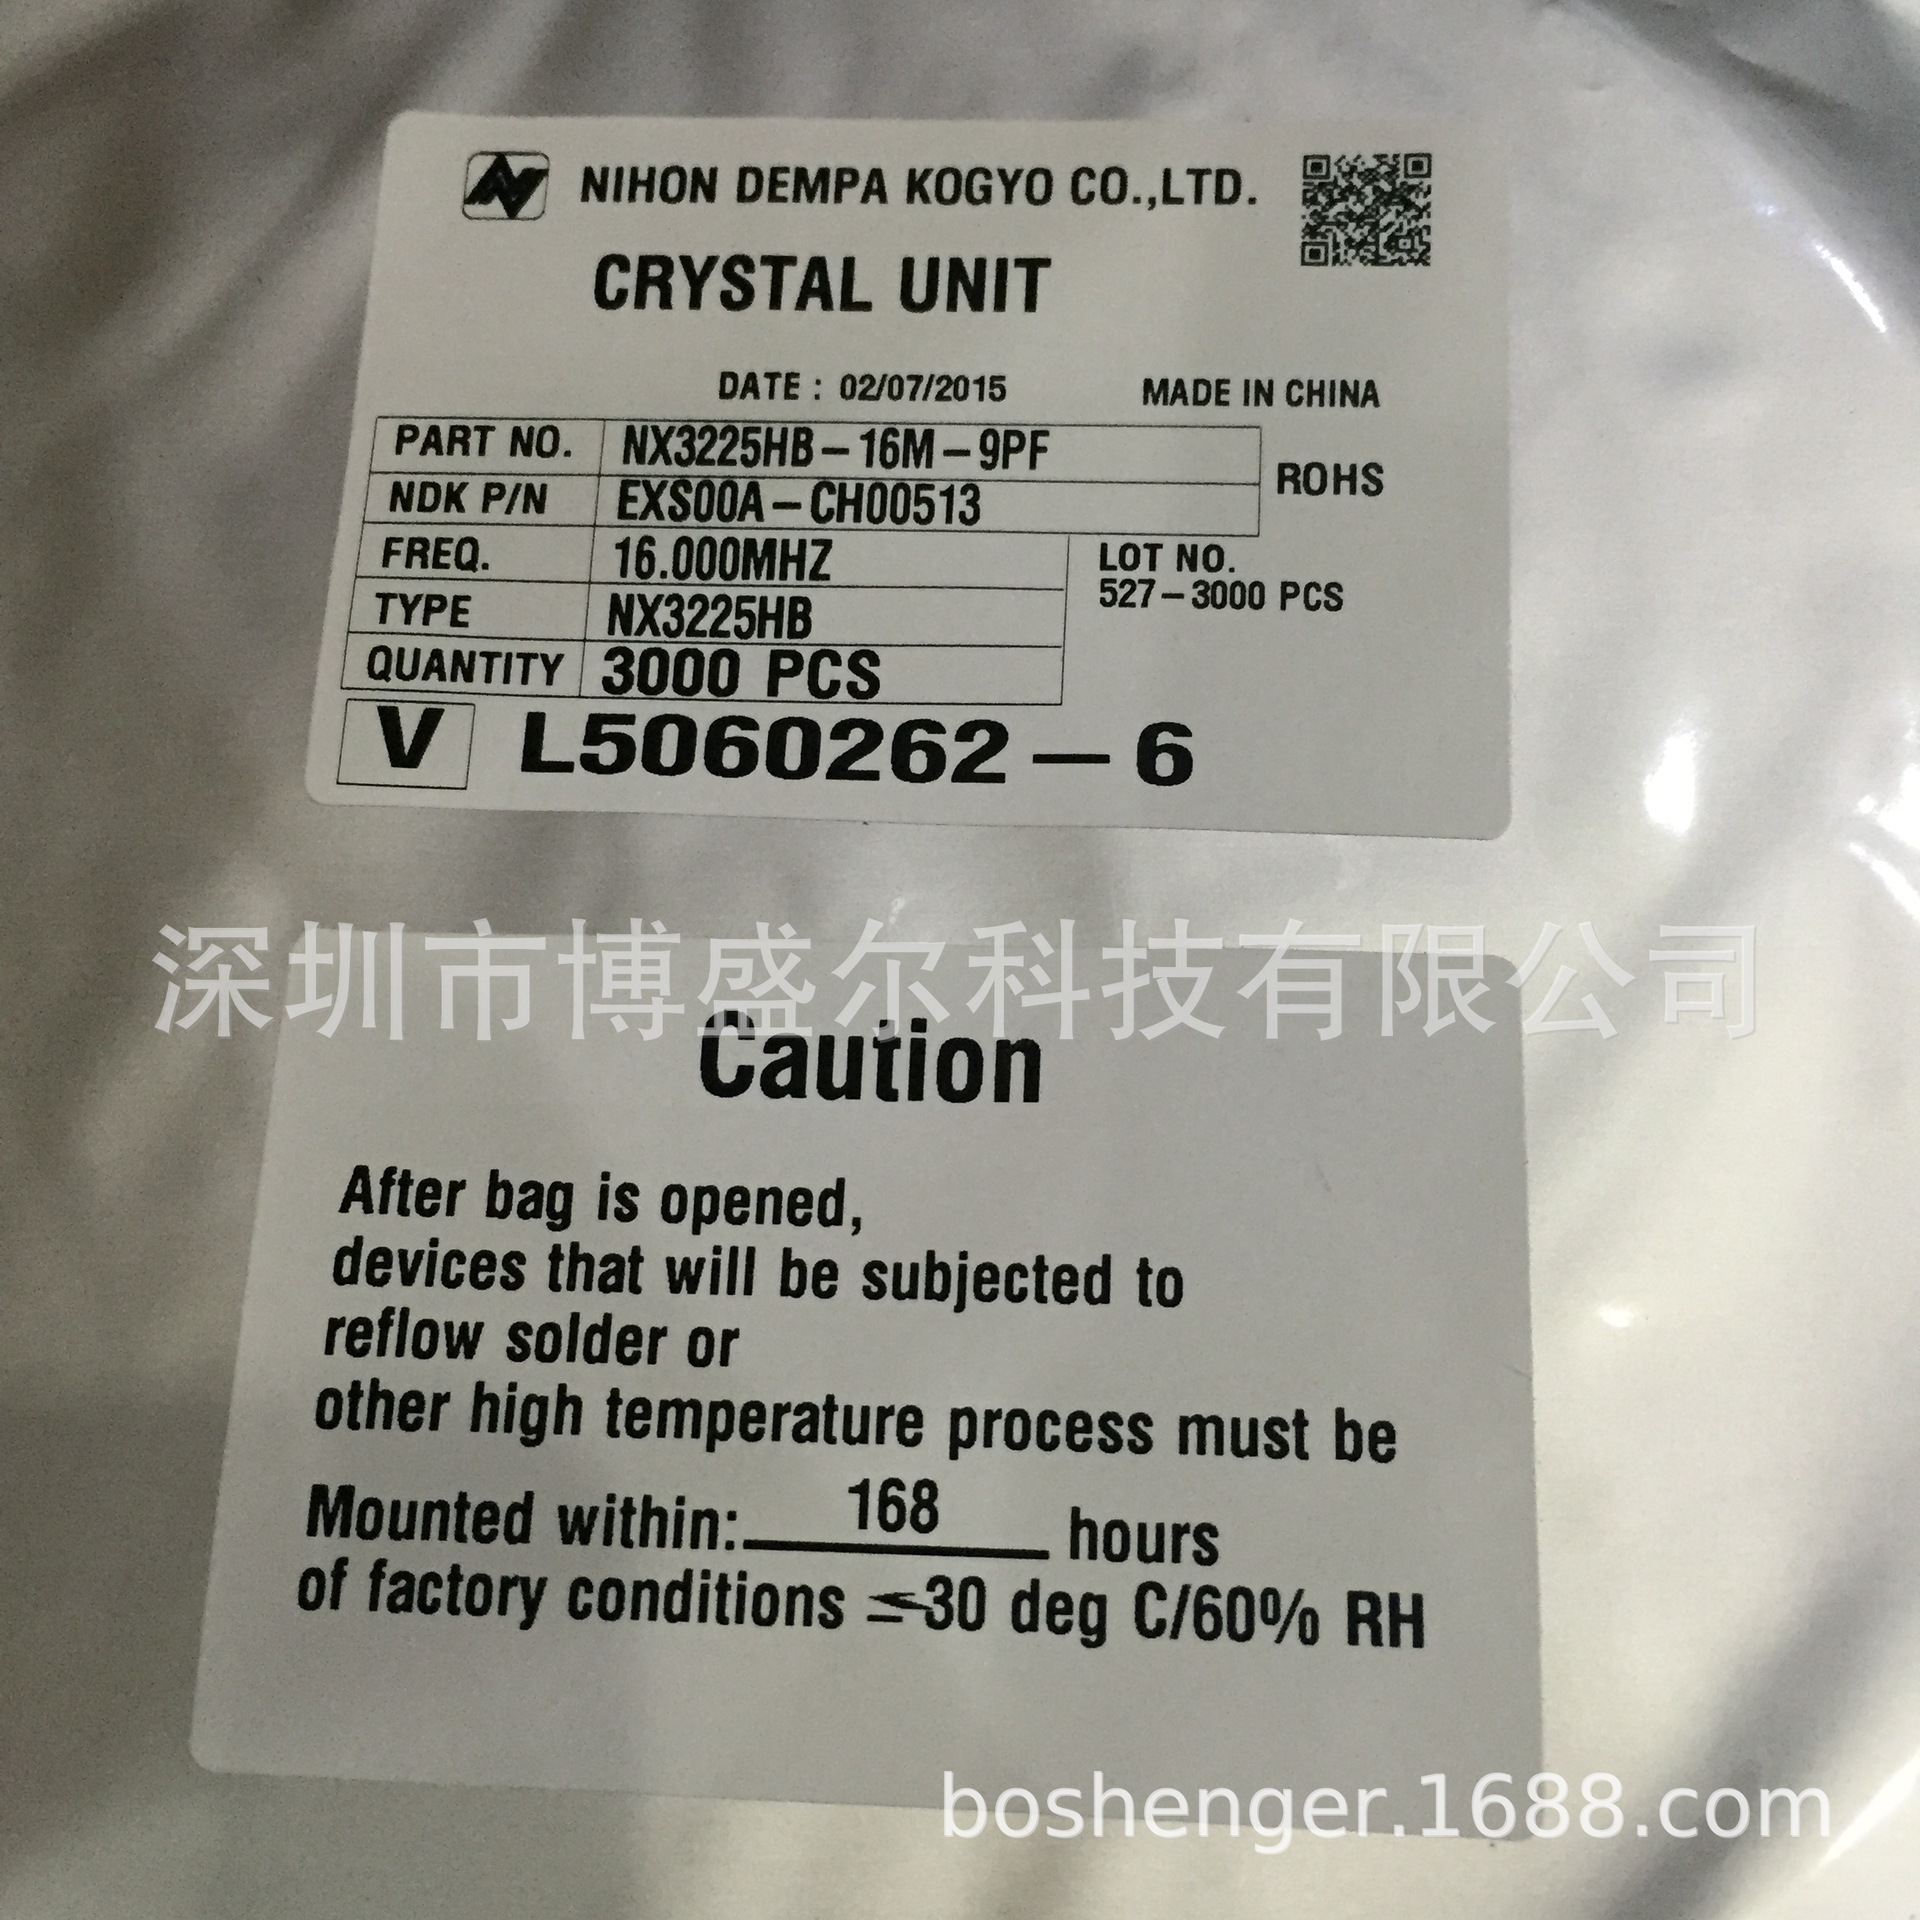 NIHON DEMPA KOGYO CO.,LTD.
CRYSTAL UNIT
DATE : 02/07/2015 MADE IN CHINA
PART NO. NX3225HB-16M-9PF ROHS
NDK P/N EXS00A-CH00513
FREQ. 16.000MHZ LOT NO.
TYPE NX3225HB 527-3000 PCS
QUANTITY 3000 PCS
V L5060262-6
深圳市博盛尔科技有限公司
Caution
After bag is opened,
devices that will be subjected to
reflow solder or
other high temperature process must be
Mounted within: 168 hours
of factory conditions ≤30 deg C/60% RH
boshenger.1688.com